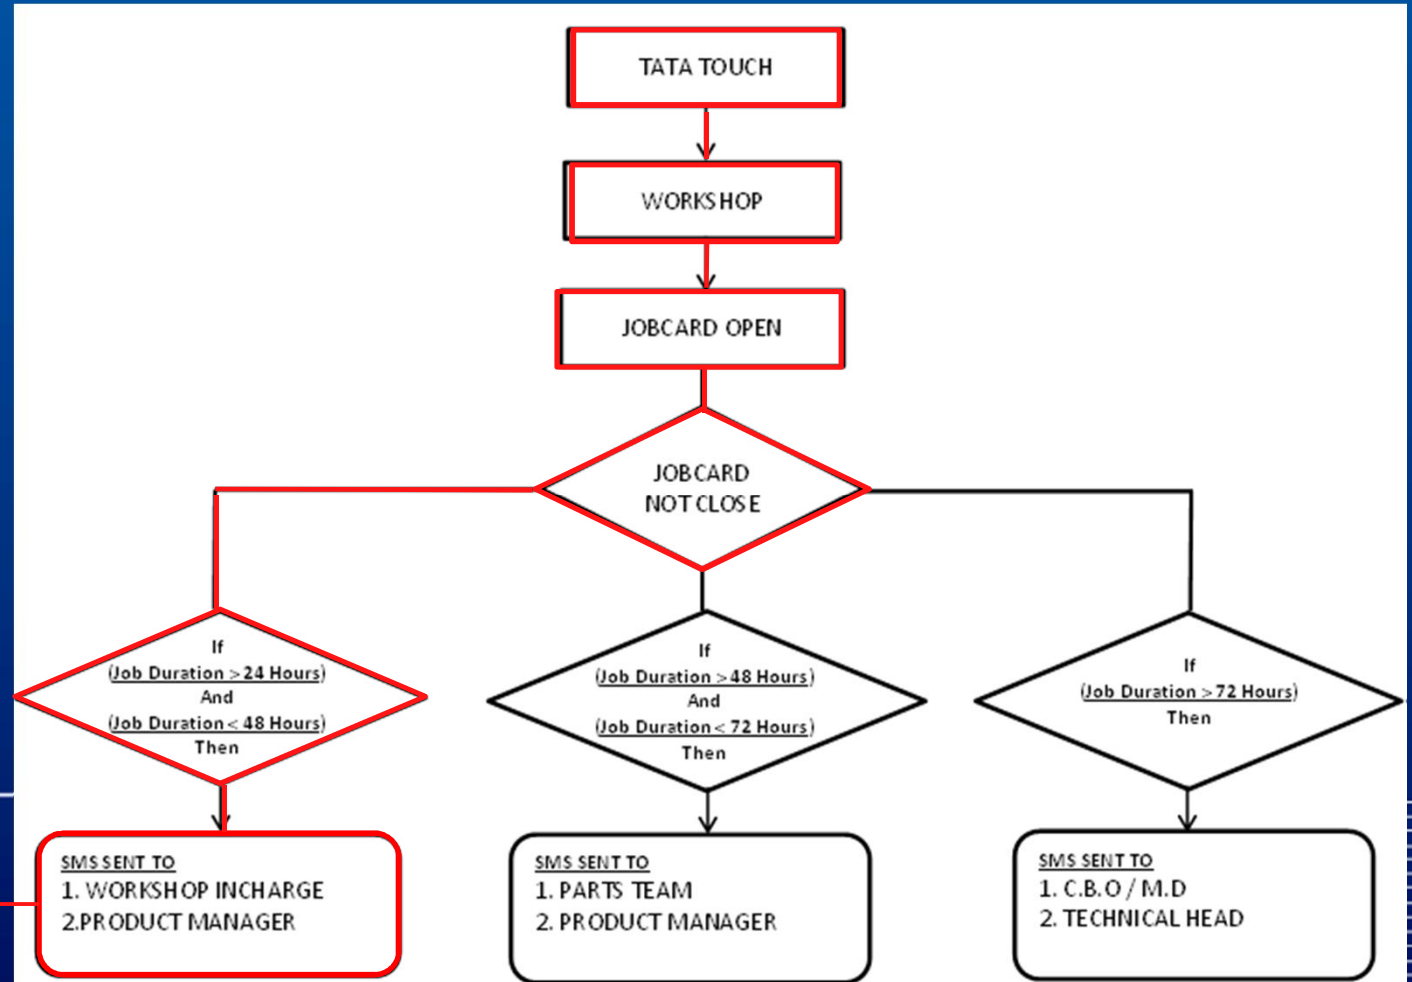 TATA TOUCH
WORKSHOP
JOBCARD OPEN
JOBCARD
NOT CLOSE
If
(Job Duration > 24 Hours)
And
(Job Duration < 48 Hours)
Then
If
(Job Duration > 48 Hours)
And
(Job Duration < 72 Hours)
Then
If
(Job Duration > 72 Hours)
Then
SMS SENT TO
1. WORKSHOP INCHARGE
2.PRODUCT MANAGER
SMS SENT TO
1. PARTS TEAM
2. PRODUCT MANAGER
SMS SENT TO
1. C.B.O / M.D
2. TECHNICAL HEAD